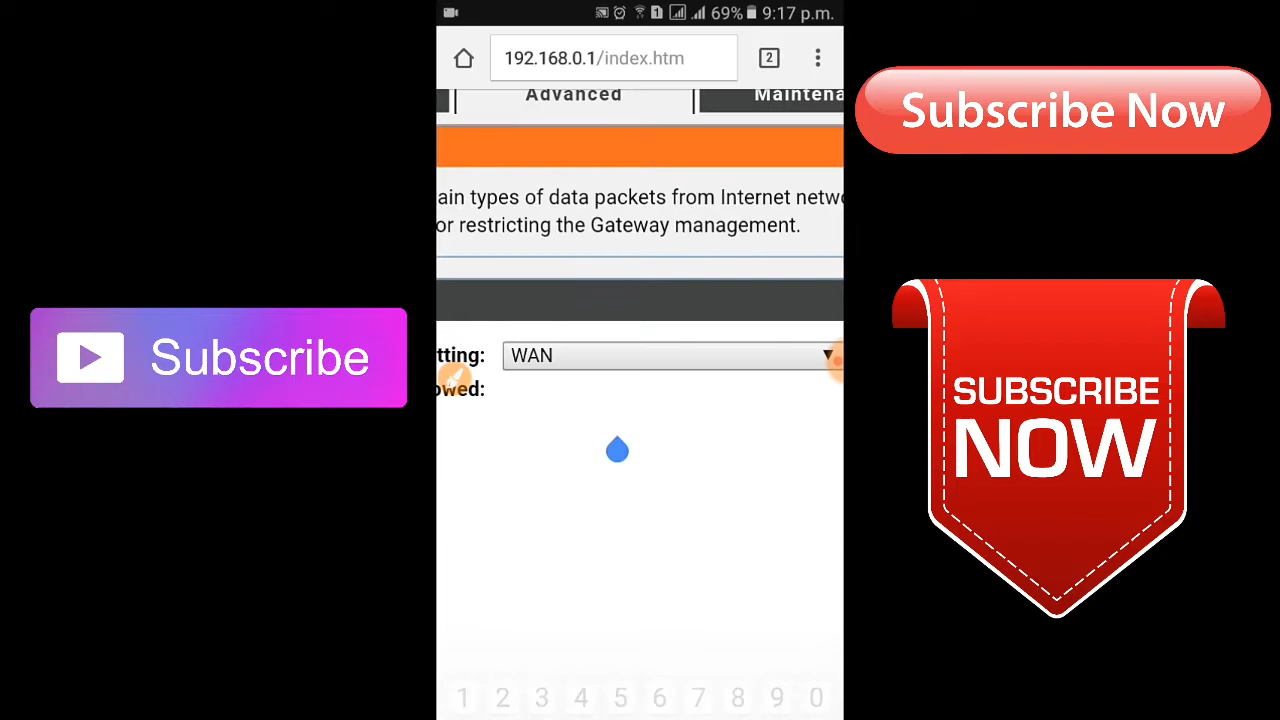 69% 9:17 p.m.
192.168.0.1/index.htm
2
Advanced
Maintena
ain types of data packets from Internet netwo
or restricting the Gateway management.
tting: WAN
owed:
1 2 3 4 5 6 7 8 9 0
Subscribe
Subscribe Now
SUBSCRIBE
NOW